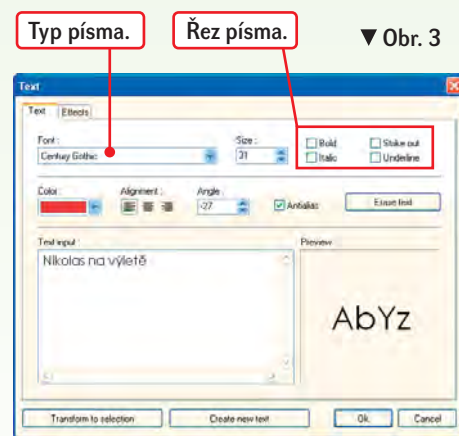 Typ písma. Řez písma. ▼ Obr. 3
Text
Text Effects
Font: Size:
Century Gothic 31 Bold Stoke out
Italic Underline
Color: Alignment: Angle:
-27 Antialias Erase text
Text input Preview
Nikolas na výletě
AbYz
Transform to selection Create new text Ok Cancel